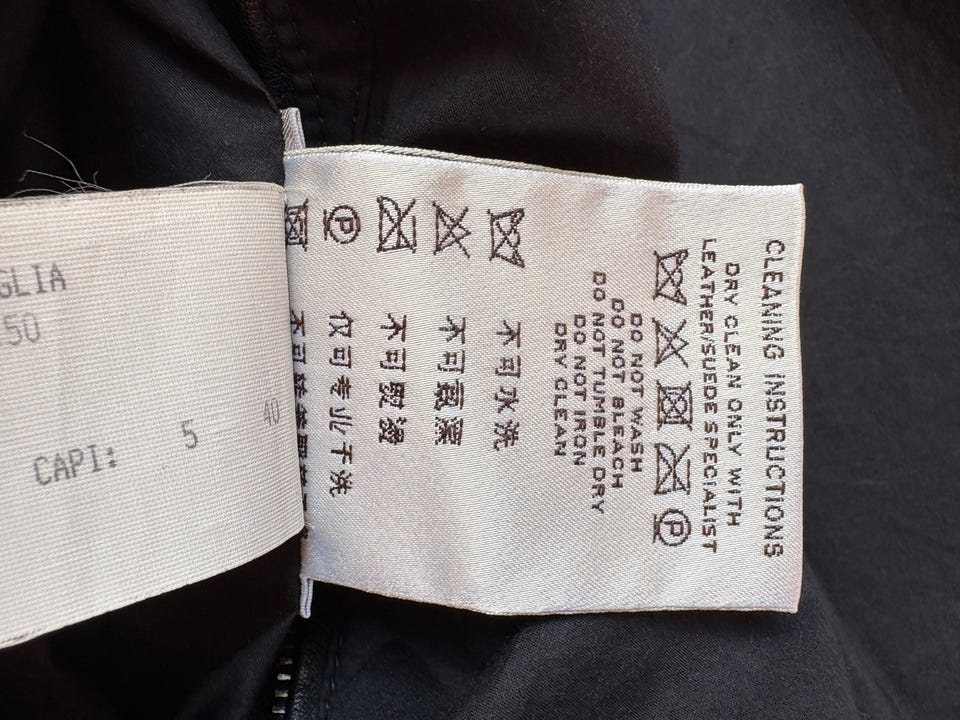 CLEANING INSTRUCTIONS
DRY CLEAN ONLY WITH
LEATHER/SUEDE SPECIALIST
P
DO NOT WASH
DO NOT BLEACH
DO NOT TUMBLE DRY
DO NOT IRON
DRY CLEAN
不可水洗
不可
不可熨燙
P
仅可专业干洗
不可
GLIA
50
5
40
CAPI: